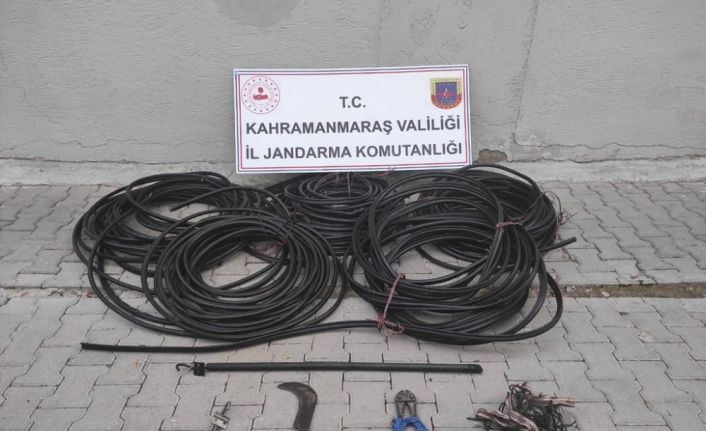 T.C.
KAHRAMANMARAŞ VALİLİĞİ
İL JANDARMA KOMUTANLIĞI